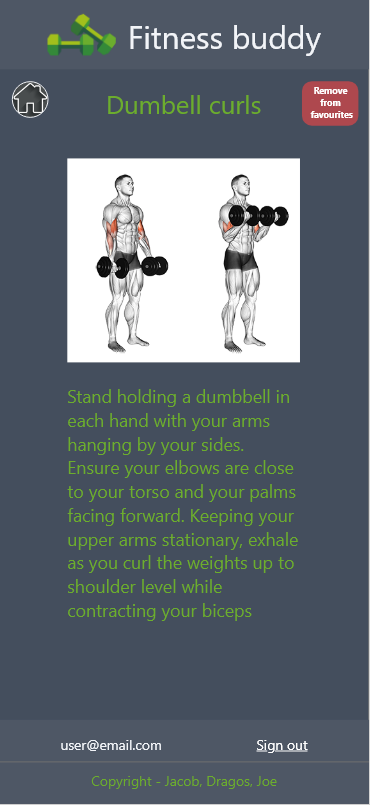 Fitness buddy
Dumbell curls
Remove
from
favourites
Stand holding a dumbbell in
each hand with your arms
hanging by your sides.
Ensure your elbows are close
to your torso and your palms
facing forward. Keeping your
upper arms stationary, exhale
as you curl the weights up to
shoulder level while
contracting your biceps
user@email.com
Sign out
Copyright - Jacob, Dragos, Joe